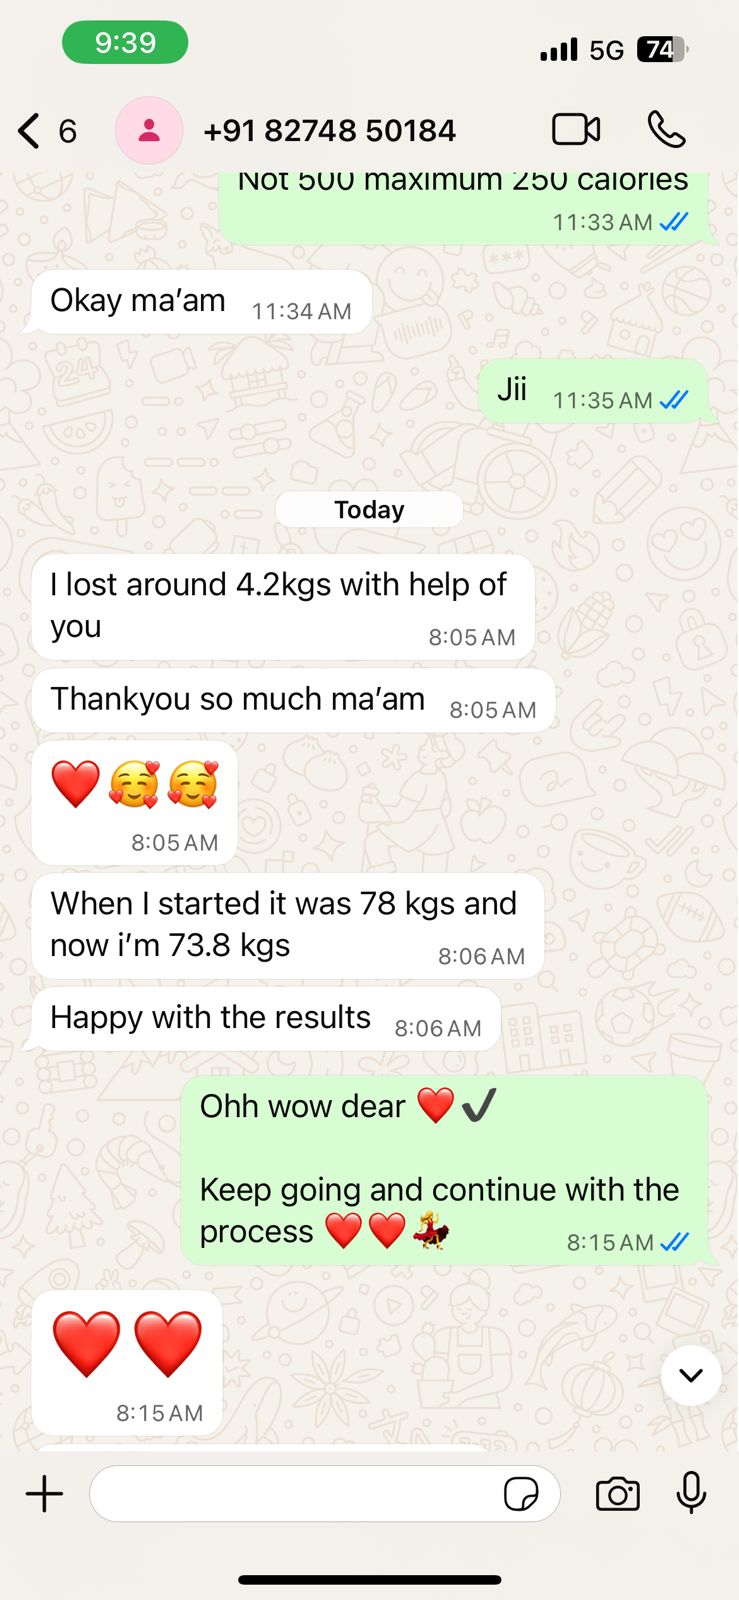 9:39
5G 74
6 +91 82748 50184
Not 500 maximum 250 calories
11:33 AM
Okay ma’am 11:34 AM
Jii 11:35 AM
Today
I lost around 4.2kgs with help of
you
8:05 AM
Thankyou so much ma’am 8:05 AM
❤️🥰🥰
8:05 AM
When I started it was 78 kgs and
now i’m 73.8 kgs
8:06 AM
Happy with the results 8:06 AM
Ohh wow dear ❤️✔️
Keep going and continue with the
process ❤️❤️💃
8:15 AM
❤️❤️
8:15 AM